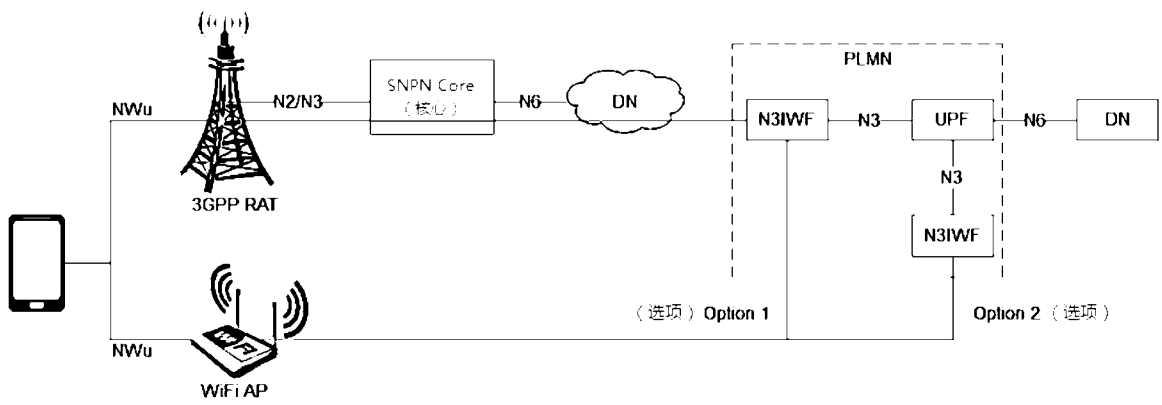 PLMN
SNPN Core
（核心）
NWu
N2/N3
N6
DN
N3IWF
N3
UPF
N6
DN
N3
3GPP RAT
N3IWF
（选项）Option 1
Option 2（选项）
NWu
WiFi AP